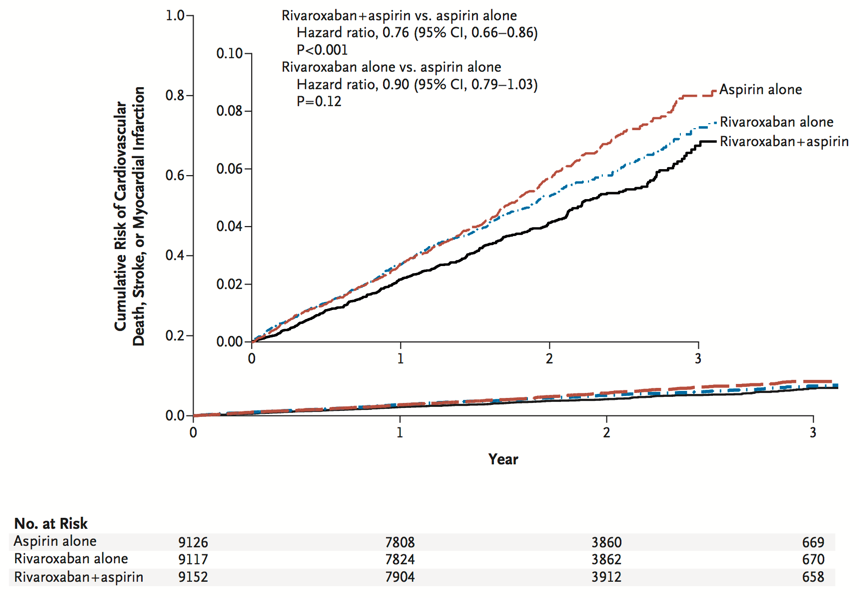 Rivaroxaban+aspirin vs. aspirin alone
Hazard ratio, 0.76 (95% CI, 0.66–0.86)
P<0.001
Rivaroxaban alone vs. aspirin alone
Hazard ratio, 0.90 (95% CI, 0.79–1.03)
P=0.12
Cumulative Risk of Cardiovascular
Death, Stroke, or Myocardial Infarction
1.0
0.8
0.6
0.4
0.2
0.0
0.10
0.08
0.06
0.04
0.02
0.00
Aspirin alone
Rivaroxaban alone
Rivaroxaban+aspirin
0 1 2 3
0 1 2 3
Year
No. at Risk
Aspirin alone 9126 7808 3860 669
Rivaroxaban alone 9117 7824 3862 670
Rivaroxaban+aspirin 9152 7904 3912 658